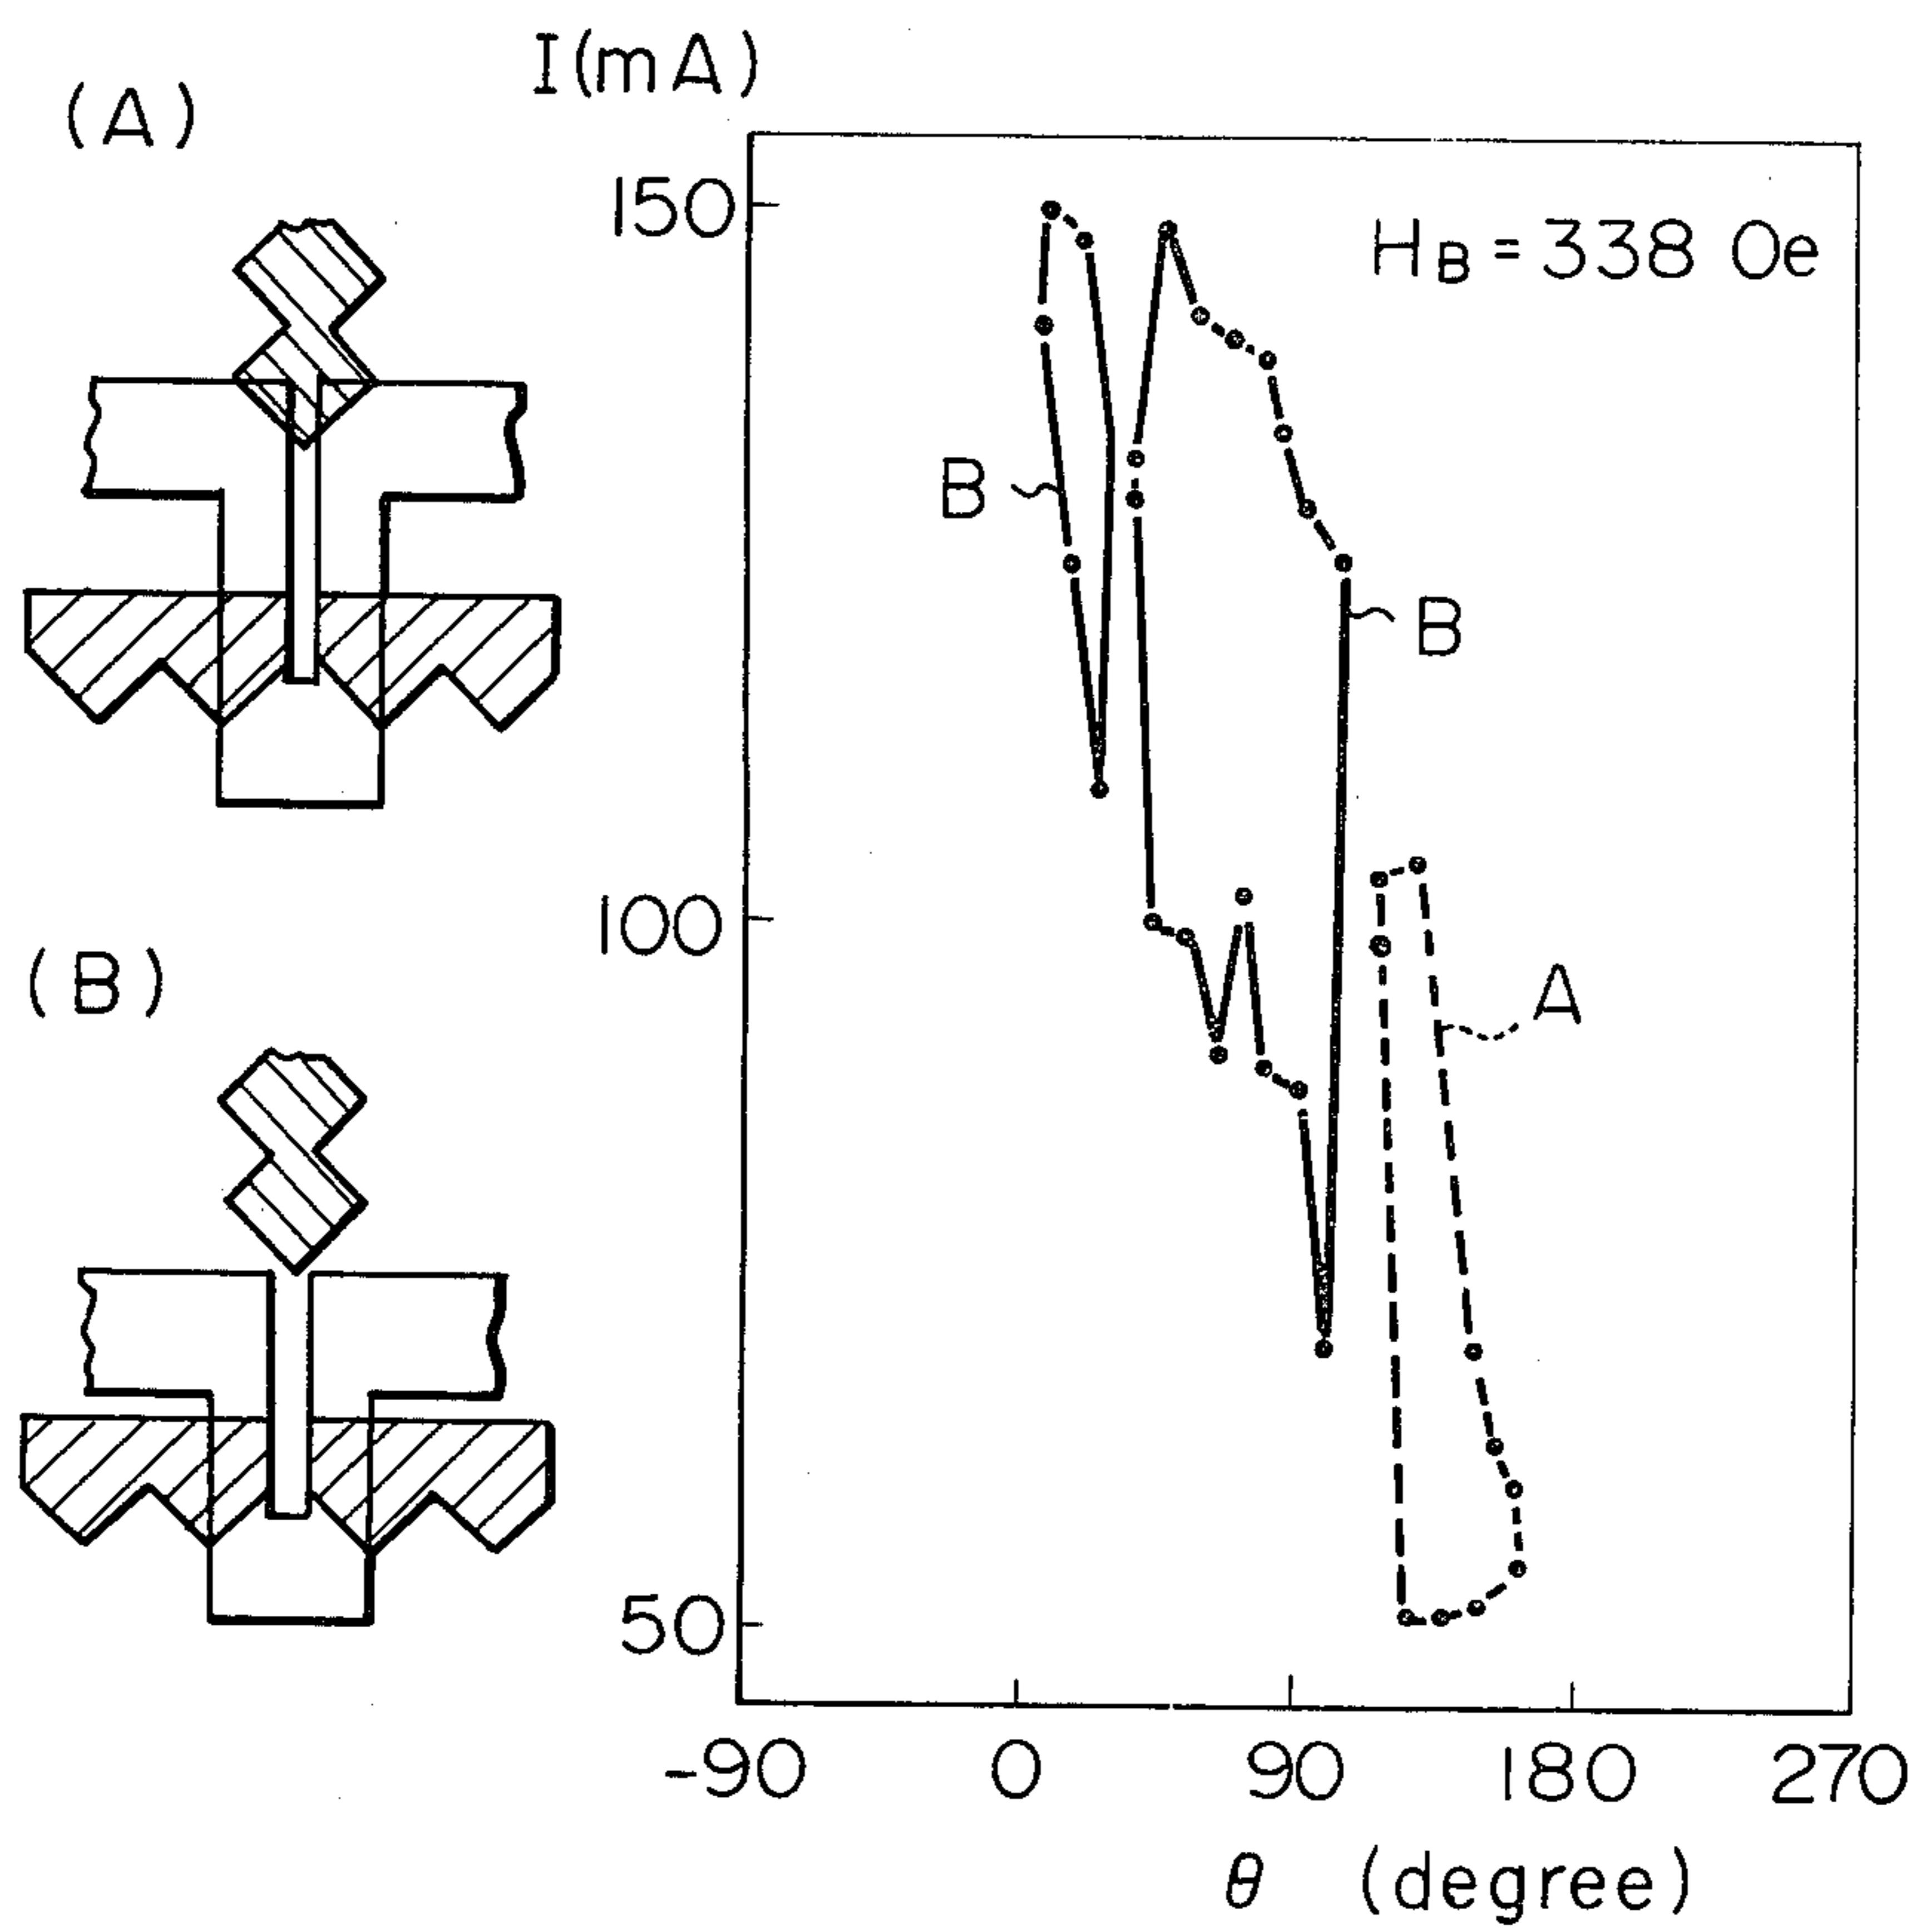 (A)
I(mA)
150
HB = 338 Oe
B
B
100
A
(B)
50
-90 0 90 180 270
θ (degree)